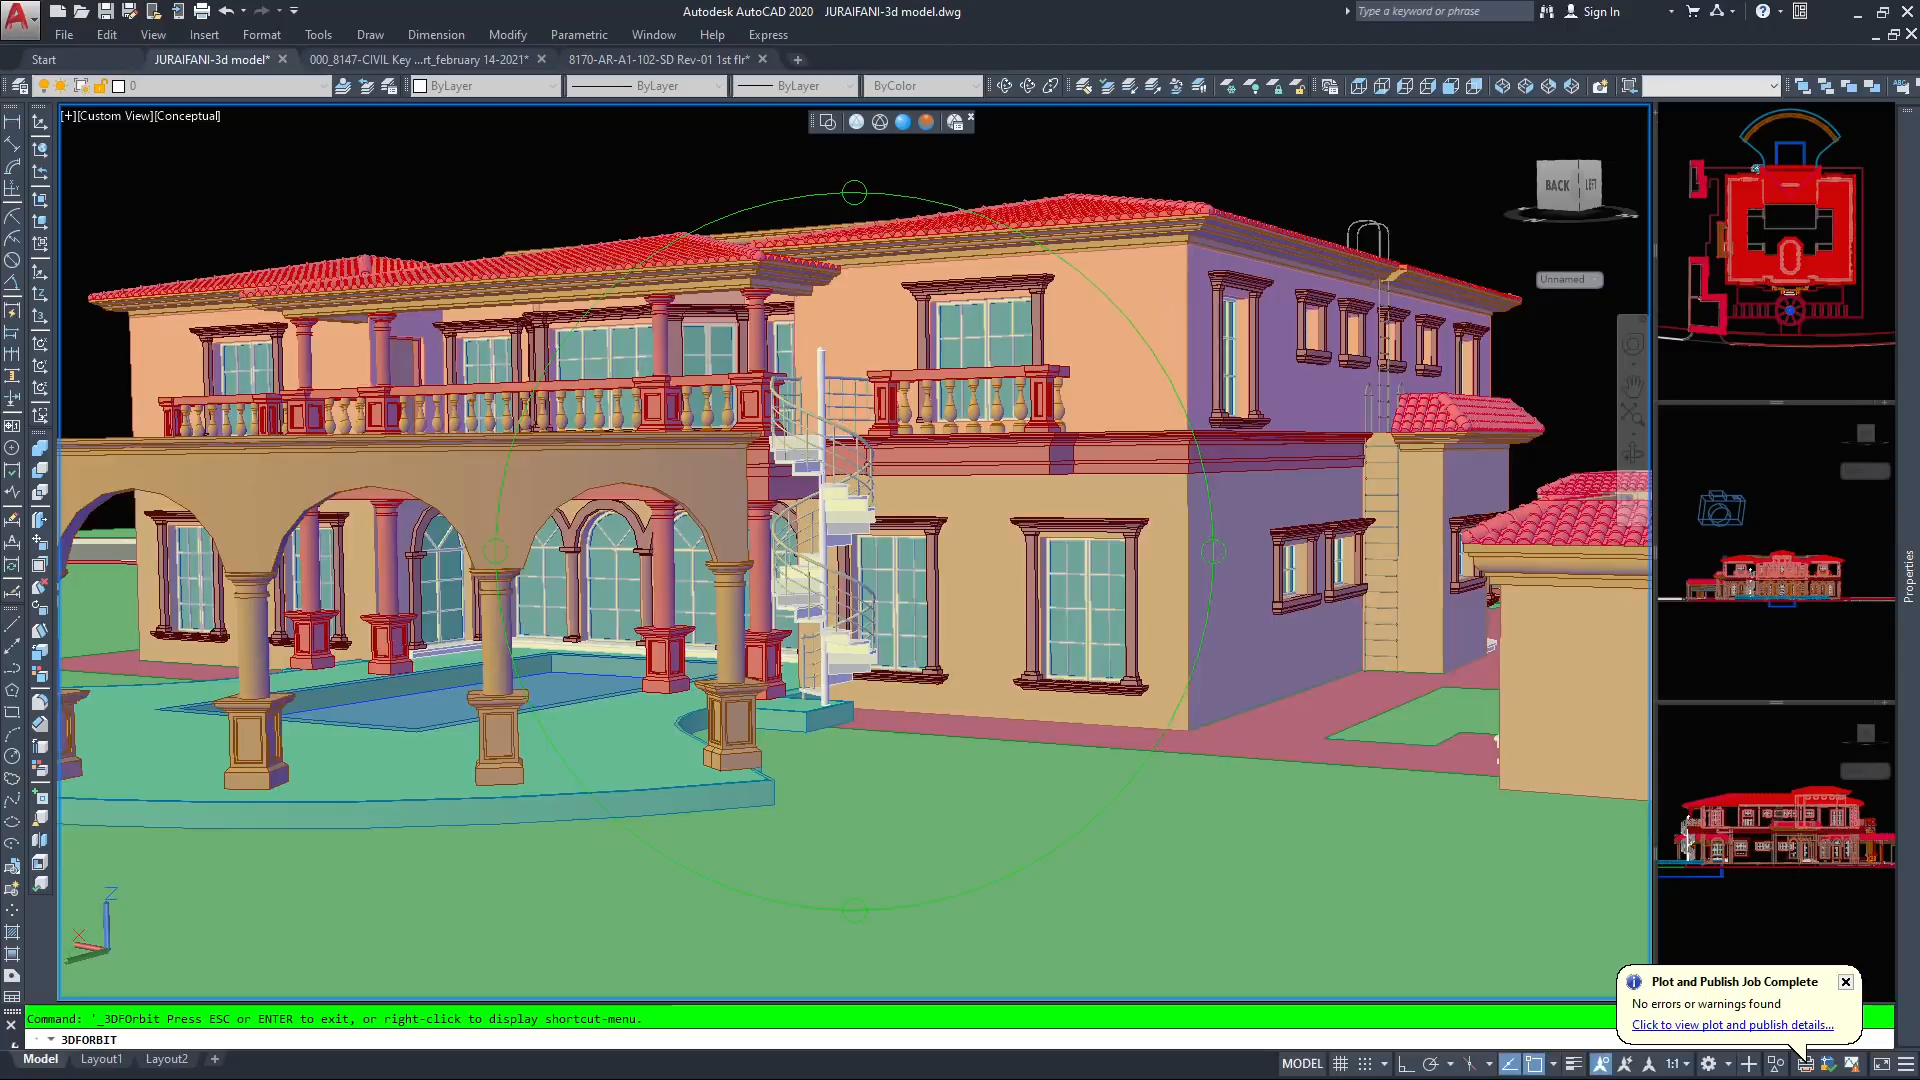 Autodesk AutoCAD 2020 JURAIFANI-3d model.dwg
Type a keyword or phrase
Sign In
File Edit View Insert Format Tools Draw Dimension Modify Parametric Window Help Express
Start
JURAIFANI-3d model*
000_8147-CIVIL Key ...rt_february 14-2021*
8170-AR-A1-102-SD Rev-01 1st flr*
0
ByLayer
ByLayer
ByLayer
ByColor
[+][Custom View][Conceptual]
BACK
LEFT
Unnamed
Properties
Z
X
Plot and Publish Job Complete
No errors or warnings found
Click to view plot and publish details...
Command: '_3DFOrbit Press ESC or ENTER to exit, or right-click to display shortcut-menu.
3DFORBIT
Model Layout1 Layout2
MODEL
1:1